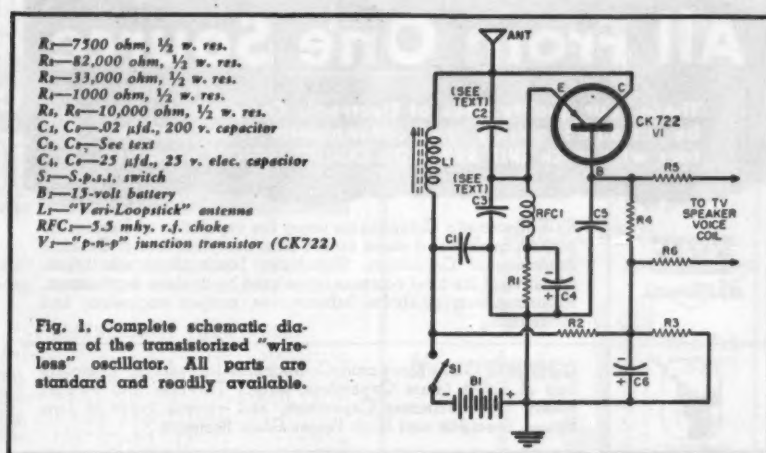 All From One
R₁—7500 ohm, ½ w. res.
R₂—82,000 ohm, ½ w. res.
R₃—33,000 ohm, ½ w. res.
R₄—1000 ohm, ½ w. res.
R₅, R₆—10,000 ohm, ½ w. res.
C₁, C₅—.02 μfd., 200 v. capacitor
C₂, C₃—See text
C₄, C₆—25 μfd., 25 v. elec. capacitor
S₁—S.p.s.t. switch
B₁—15-volt battery
L₁—"Vari-Loopstick" antenna
RFC₁—5.5 mhy. r.f. choke
V₁—"p-n-p" junction transistor (CK722)
Fig. 1. Complete schematic dia-
gram of the transistorized "wire-
less" oscillator. All parts are
standard and readily available.
ANT
(SEE
TEXT)
C2
E
C
CK722
V1
B
L1
(SEE
TEXT)
C3
RFC1
C5
R5
R4
TO TV
SPEAKER
VOICE
COIL
R6
C1
R1
C4
+
R2
R3
S1
B1
C6
+